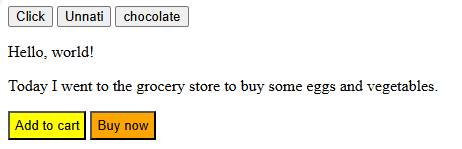 Click Unnati chocolate
Hello, world!
Today I went to the grocery store to buy some eggs and vegetables.
Add to cart Buy now